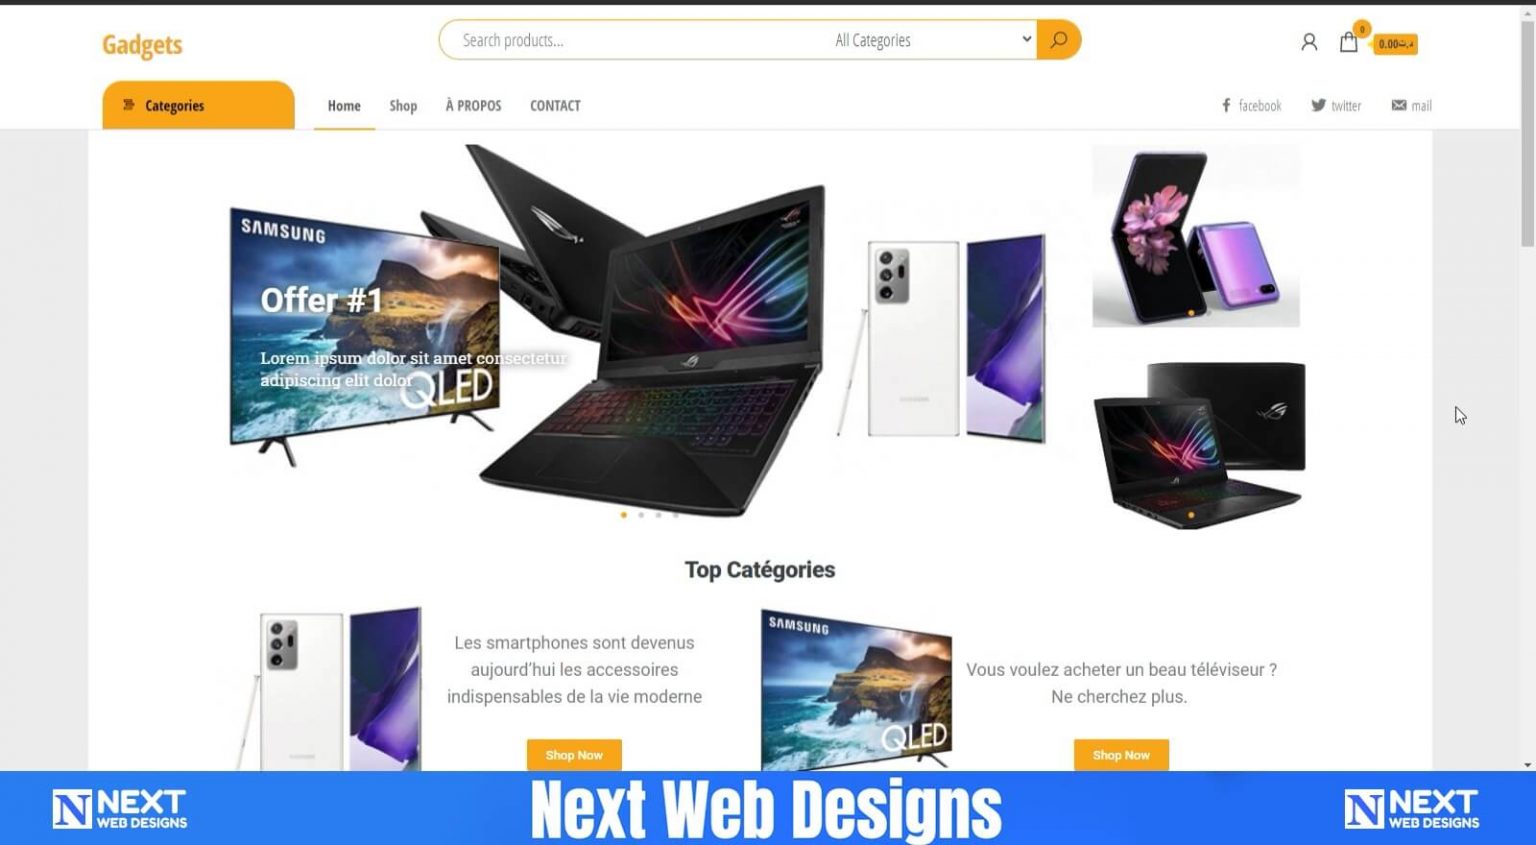 Gadgets
Search products...
All Categories
0
0.00د.ت
Categories
Home
Shop
À PROPOS
CONTACT
facebook
twitter
mail
SAMSUNG
Offer #1
Lorem ipsum dolor sit amet consectetur
adipiscing elit dolor
QLED
Top Catégories
Les smartphones sont devenus
aujourd'hui les accessoires
indispensables de la vie moderne
Shop Now
SAMSUNG
QLED
Vous voulez acheter un beau téléviseur ?
Ne cherchez plus.
Shop Now
N NEXT
WEB DESIGNS
Next Web Designs
N NEXT
WEB DESIGNS